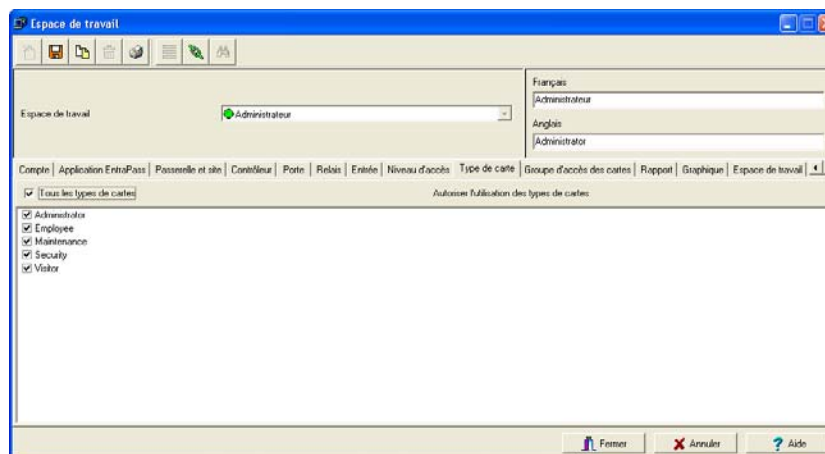 Espace de travail
Français
Administrateur
Espace de travail
Administrateur
Anglais
Administrator
Compte
Application EntraPass
Passerelle et site
Contrôleur
Porte
Relais
Entrée
Niveau d'accès
Type de carte
Groupe d'accès des cartes
Rapport
Graphique
Espace de travail
Tous les types de cartes
Autoriser l'utilisation des types de cartes
Administrator
Employee
Maintenance
Security
Visitor
Fermer
Annuler
Aide